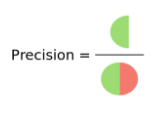 Precision =